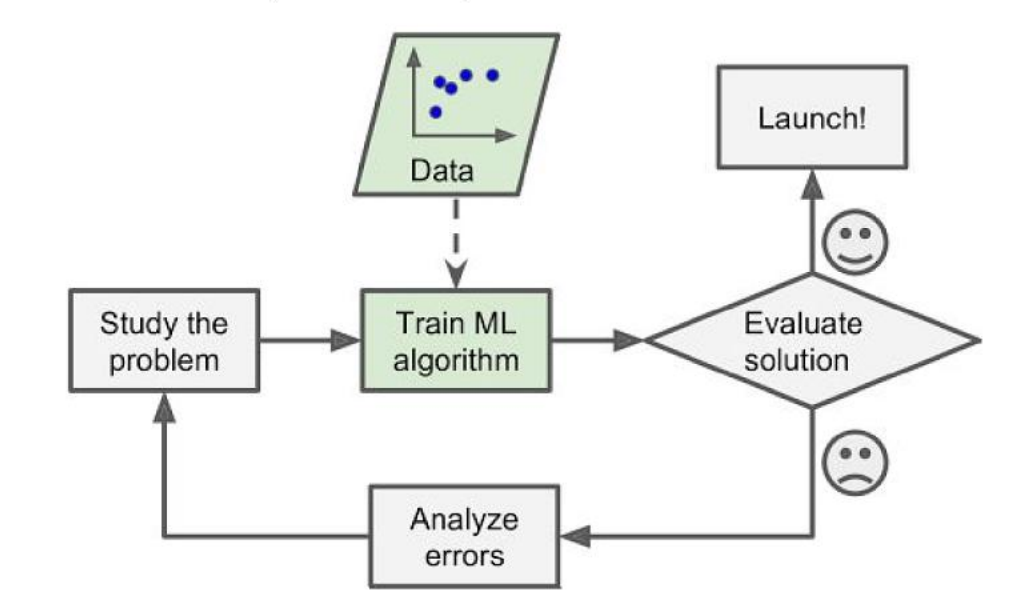 Data
Launch!
Study the
problem
Train ML
algorithm
Evaluate
solution
Analyze
errors